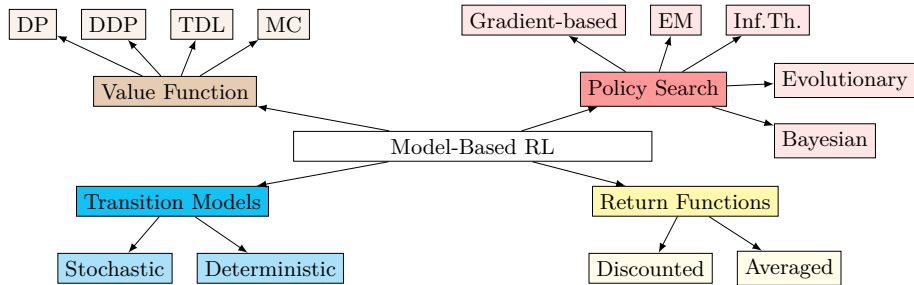 DP
DDP
TDL
MC
Gradient-based
EM
Inf.Th.
Value Function
Policy Search
Evolutionary
Model-Based RL
Bayesian
Transition Models
Return Functions
Stochastic
Deterministic
Discounted
Averaged